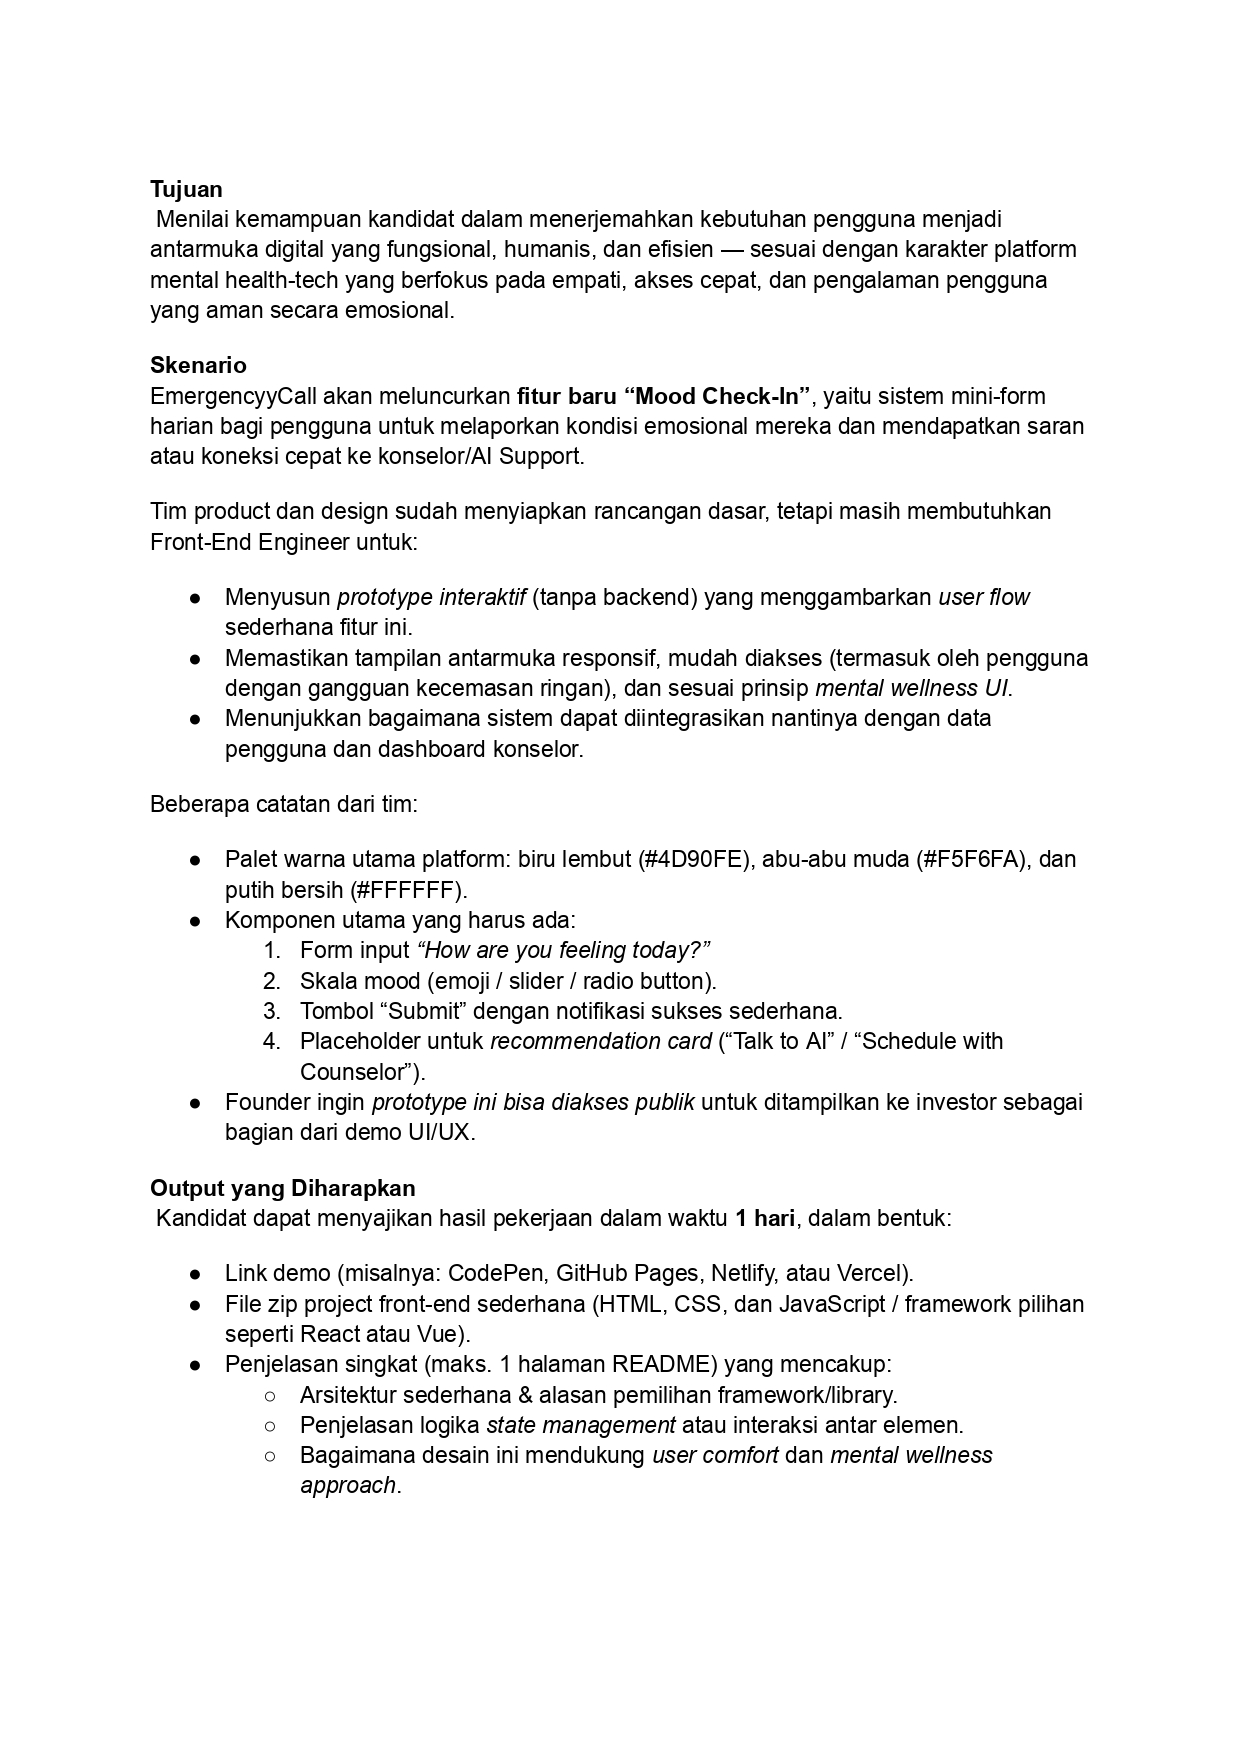 Tujuan
Menilai kemampuan kandidat dalam menerjemahkan kebutuhan pengguna menjadi
antarmuka digital yang fungsional, humanis, dan efisien — sesuai dengan karakter platform
mental health-tech yang berfokus pada empati, akses cepat, dan pengalaman pengguna
yang aman secara emosional.
Skenario
EmergencyyCall akan meluncurkan fitur baru “Mood Check-In”, yaitu sistem mini-form
harian bagi pengguna untuk melaporkan kondisi emosional mereka dan mendapatkan saran
atau koneksi cepat ke konselor/AI Support.
Tim product dan design sudah menyiapkan rancangan dasar, tetapi masih membutuhkan
Front-End Engineer untuk:
● Menyusun prototype interaktif (tanpa backend) yang menggambarkan user flow
sederhana fitur ini.
● Memastikan tampilan antarmuka responsif, mudah diakses (termasuk oleh pengguna
dengan gangguan kecemasan ringan), dan sesuai prinsip mental wellness UI.
● Menunjukkan bagaimana sistem dapat diintegrasikan nantinya dengan data
pengguna dan dashboard konselor.
Beberapa catatan dari tim:
● Palet warna utama platform: biru lembut (#4D90FE), abu-abu muda (#F5F6FA), dan
putih bersih (#FFFFFF).
● Komponen utama yang harus ada:
1. Form input “How are you feeling today?”
2. Skala mood (emoji / slider / radio button).
3. Tombol “Submit” dengan notifikasi sukses sederhana.
4. Placeholder untuk recommendation card (“Talk to AI” / “Schedule with
Counselor”).
● Founder ingin prototype ini bisa diakses publik untuk ditampilkan ke investor sebagai
bagian dari demo UI/UX.
Output yang Diharapkan
Kandidat dapat menyajikan hasil pekerjaan dalam waktu 1 hari, dalam bentuk:
● Link demo (misalnya: CodePen, GitHub Pages, Netlify, atau Vercel).
● File zip project front-end sederhana (HTML, CSS, dan JavaScript / framework pilihan
seperti React atau Vue).
● Penjelasan singkat (maks. 1 halaman README) yang mencakup:
○ Arsitektur sederhana & alasan pemilihan framework/library.
○ Penjelasan logika state management atau interaksi antar elemen.
○ Bagaimana desain ini mendukung user comfort dan mental wellness
approach.